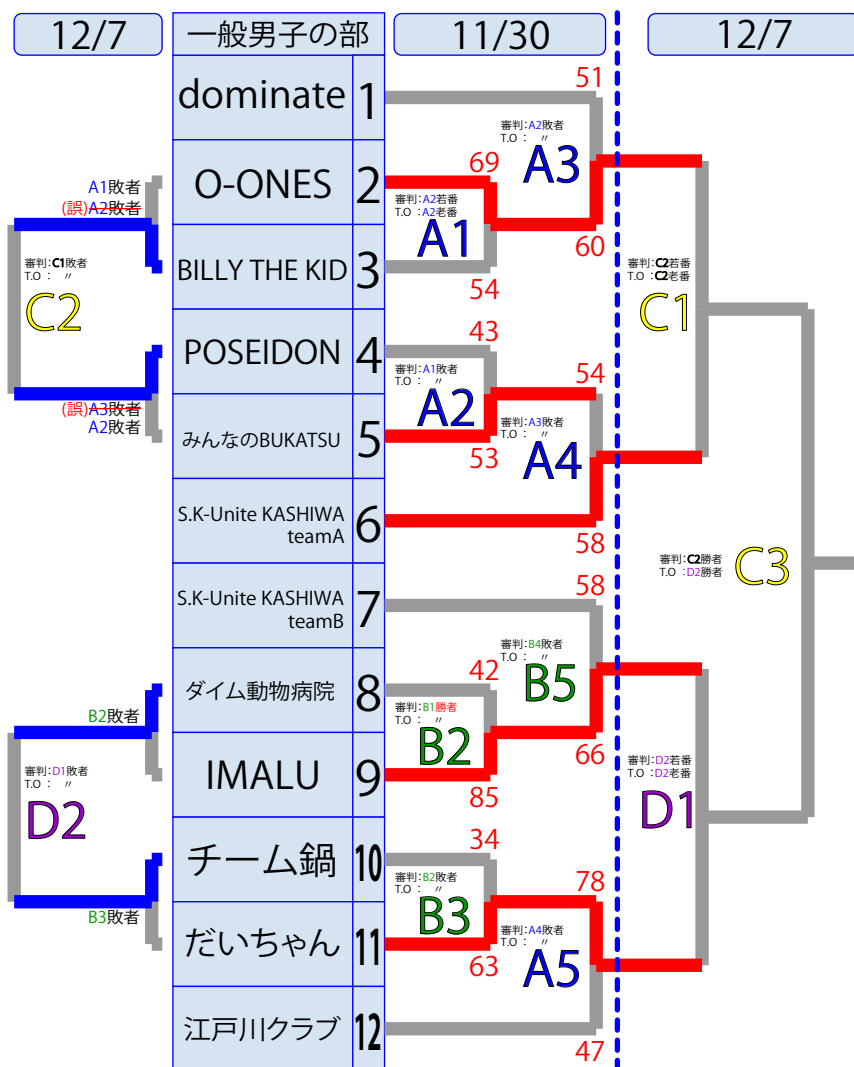 12/7
一般男子の部
11/30
12/7
dominate 1
O-ONES 2
BILLY THE KID 3
POSEIDON 4
みんなのBUKATSU 5
S.K-Unite KASHIWA
teamA 6
S.K-Unite KASHIWA
teamB 7
ダイム動物病院 8
IMALU 9
チーム鍋 10
だいちゃん 11
江戸川クラブ 12
A1敗者
(誤)A2敗者
審判:C1敗者
T.O : 〃
C2
(誤)A3敗者
A2敗者
B2敗者
審判:D1敗者
T.O : 〃
D2
B3敗者
51
審判:A2敗者
T.O : 〃
A3
69
審判:A2若番
T.O :A2老番
A1
60
54
43
審判:A1敗者
T.O : 〃
A2
54
審判:A3敗者
T.O : 〃
A4
53
58
58
審判:B4敗者
T.O : 〃
B5
42
審判:B1勝者
T.O : 〃
B2
66
85
34
審判:B2敗者
T.O : 〃
B3
78
審判:A4敗者
T.O : 〃
A5
63
47
審判:C2若番
T.O :C2老番
C1
審判:C2勝者
T.O :D2勝者
C3
審判:D2若番
T.O :D2老番
D1